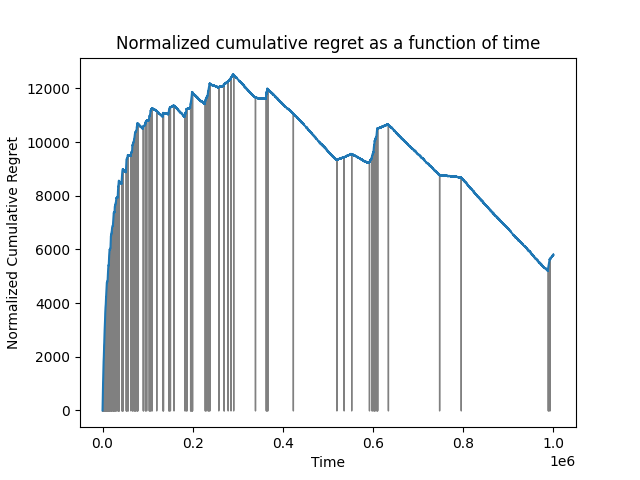 Normalized cumulative regret as a function of time
Normalized Cumulative Regret
12000
10000
8000
6000
4000
2000
0
0.0 0.2 0.4 0.6 0.8 1.0
1e6
Time